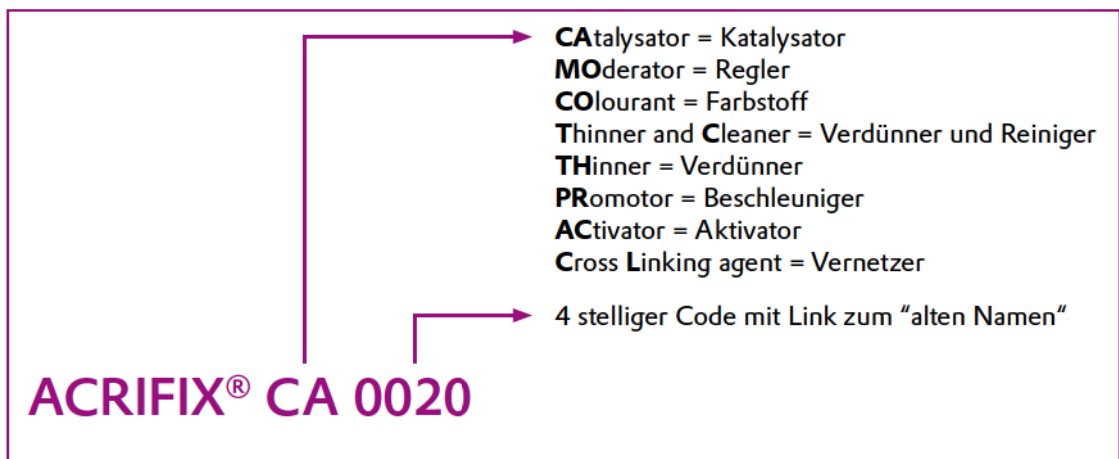 CAtalysator = Katalysator
MOderator = Regler
COlourant = Farbstoff
Thinner and Cleaner = Verdünner und Reiniger
THinner = Verdünner
PRomotor = Beschleuniger
ACtivator = Aktivator
Cross Linking agent = Vernetzer
4 stelliger Code mit Link zum “alten Namen“
ACRIFIX® CA 0020